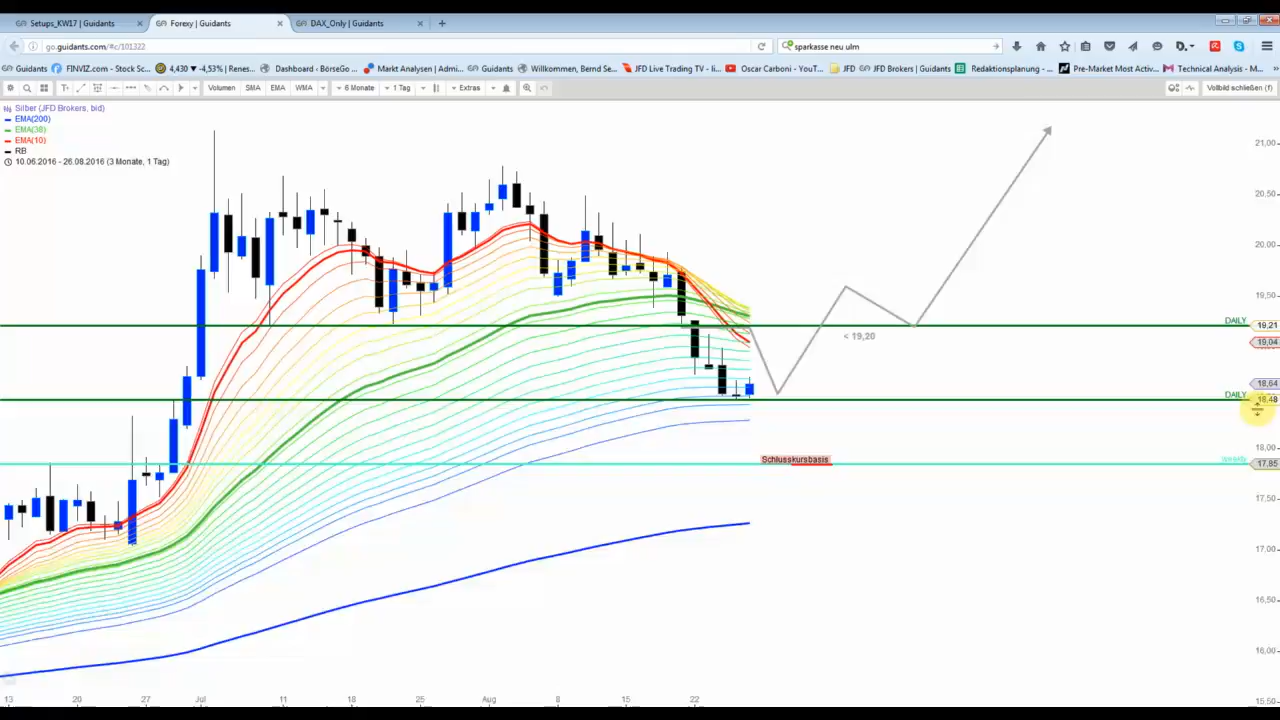 Setups_KW17 | Guidants
Forexy | Guidants
DAX_Only | Guidants
go.guidants.com/#c/101322
sparkasse neu ulm
Guidants
FINVIZ.com - Stock Sc...
4,430 ▼ -4,53% | Renes...
Dashboard - BörseGo ...
Markt Analysen | Admi...
Guidants
Willkommen, Bernd Se...
JFD Live Trading TV - li...
Oscar Carboni - YouT...
JFD
JFD Brokers | Guidants
Redaktionsplanung - ...
Pre-Market Most Activ...
Technical Analysis - M...
Volumen
SMA
EMA
WMA
6 Monate
1 Tag
Extras
Vollbild schließen (f)
Silber (JFD Brokers, bid)
EMA(200)
EMA(38)
EMA(10)
RB
10.06.2016 - 26.08.2016 (3 Monate, 1 Tag)
21,00
20,50
20,00
19,50
DAILY
19,21
< 19,20
19,04
18,64
DAILY
18,48
18,00
Schlusskursbasis
weekly
17,85
17,50
17,00
16,50
16,00
15,50
13
20
27
Jul
11
18
25
Aug
8
15
22